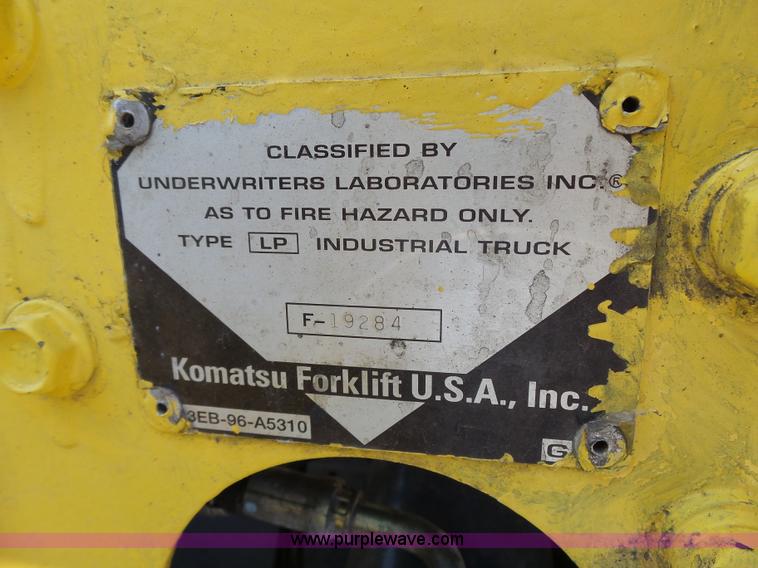 CLASSIFIED BY
UNDERWRITERS LABORATORIES INC.®
AS TO FIRE HAZARD ONLY.
TYPE LP INDUSTRIAL TRUCK
F-19284
Komatsu Forklift U.S.A., Inc.
3EB-96-A5310
G
www.purplewave.com